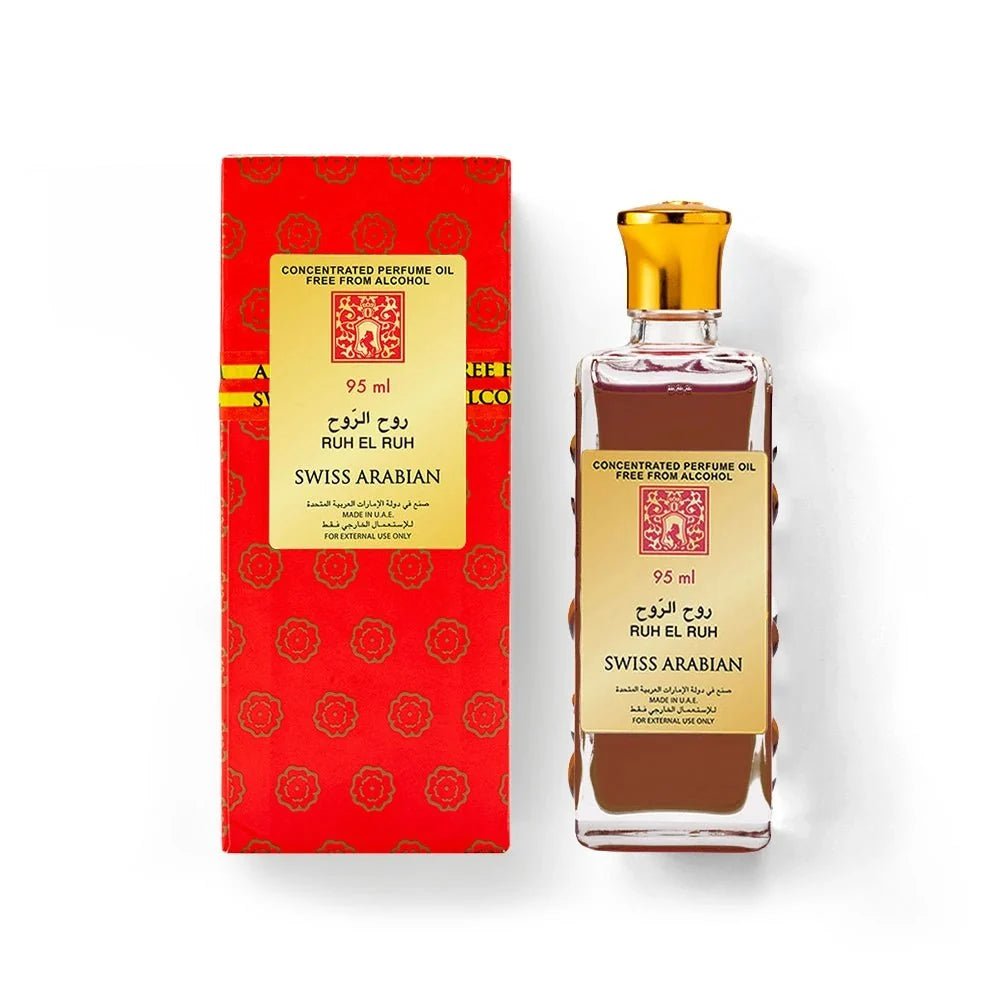 CONCENTRATED PERFUME OIL
FREE FROM ALCOHOL
95 ml
روح الرّوح
RUH EL RUH
SWISS ARABIAN
صنع في دولة الإمارات العربية المتحدة
MADE IN U.A.E.
للإستعمال الخارجي فقط
FOR EXTERNAL USE ONLY
CONCENTRATED PERFUME OIL
FREE FROM ALCOHOL
95 ml
روح الرّوح
RUH EL RUH
SWISS ARABIAN
صنع في دولة الإمارات العربية المتحدة
MADE IN U.A.E.
للإستعمال الخارجي فقط
FOR EXTERNAL USE ONLY